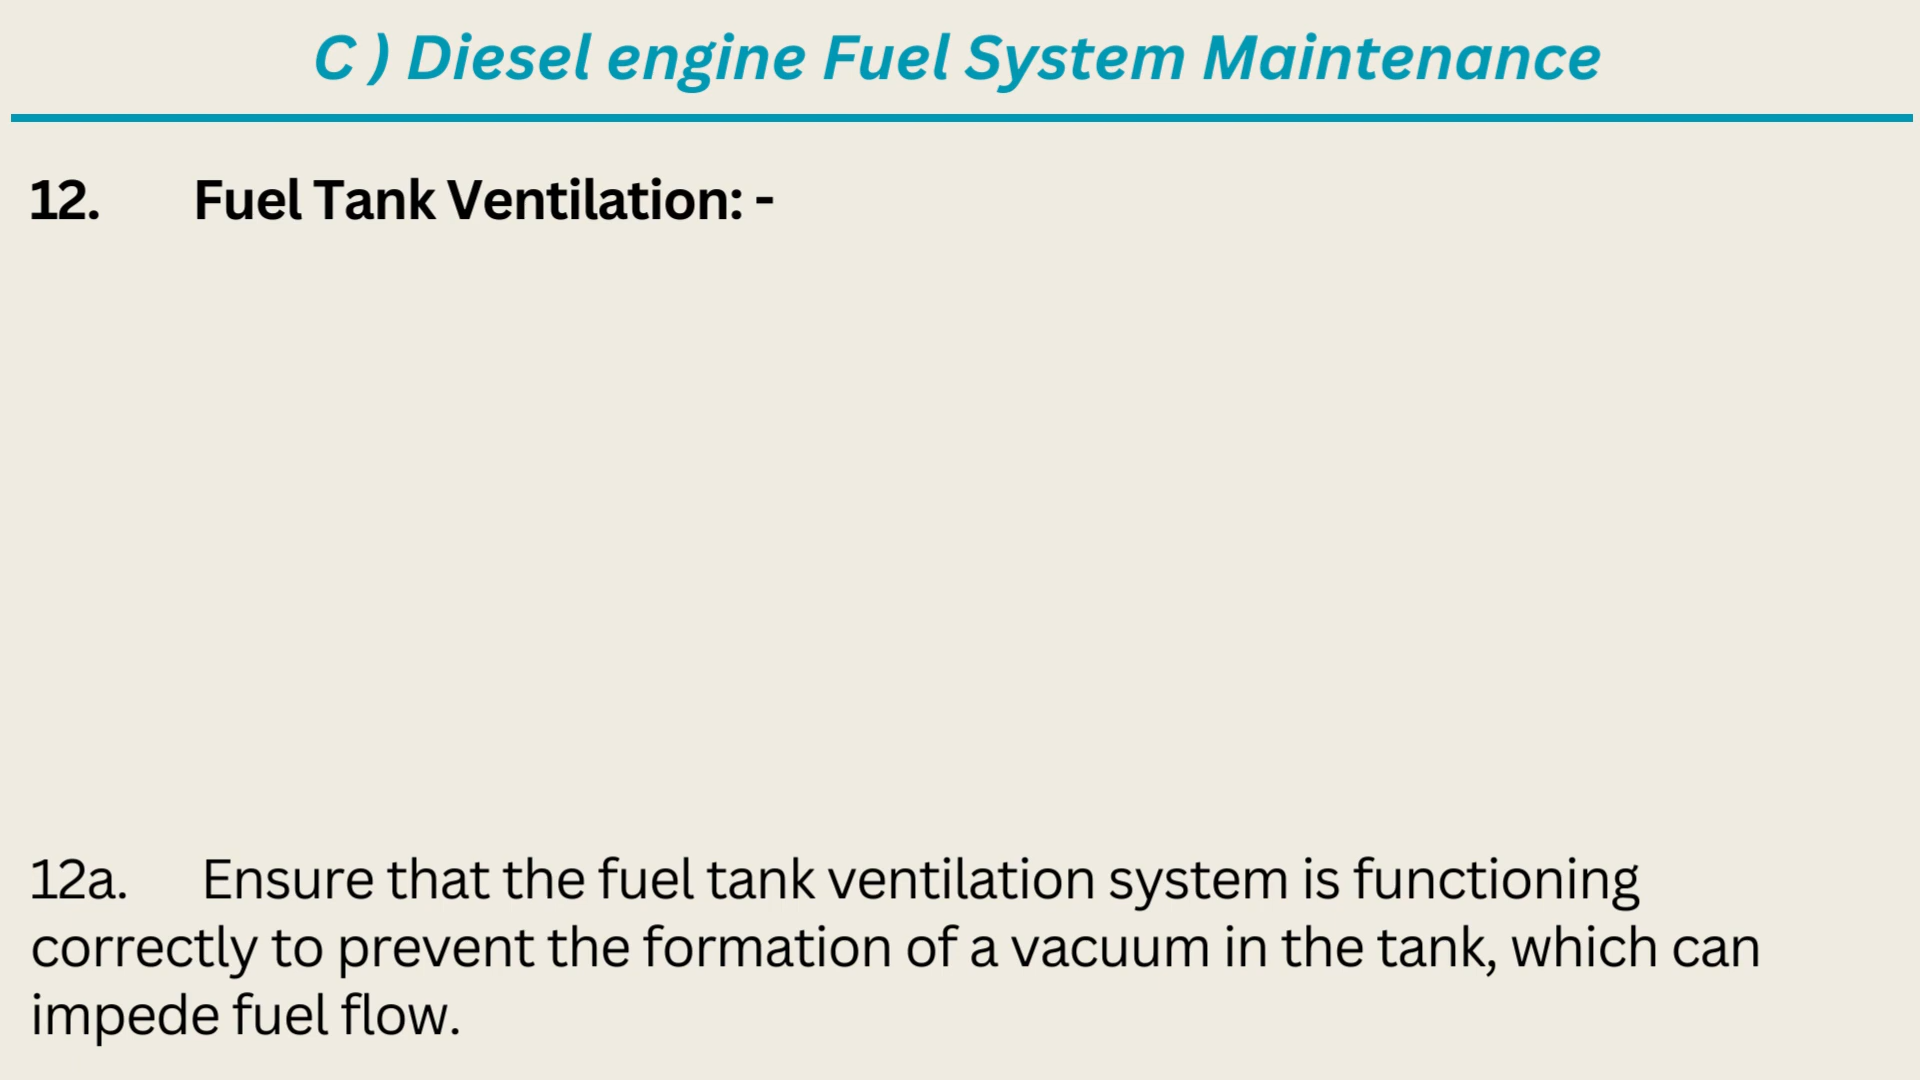 C ) Diesel engine Fuel System Maintenance
12. Fuel Tank Ventilation: -
12a. Ensure that the fuel tank ventilation system is functioning
correctly to prevent the formation of a vacuum in the tank, which can
impede fuel flow.